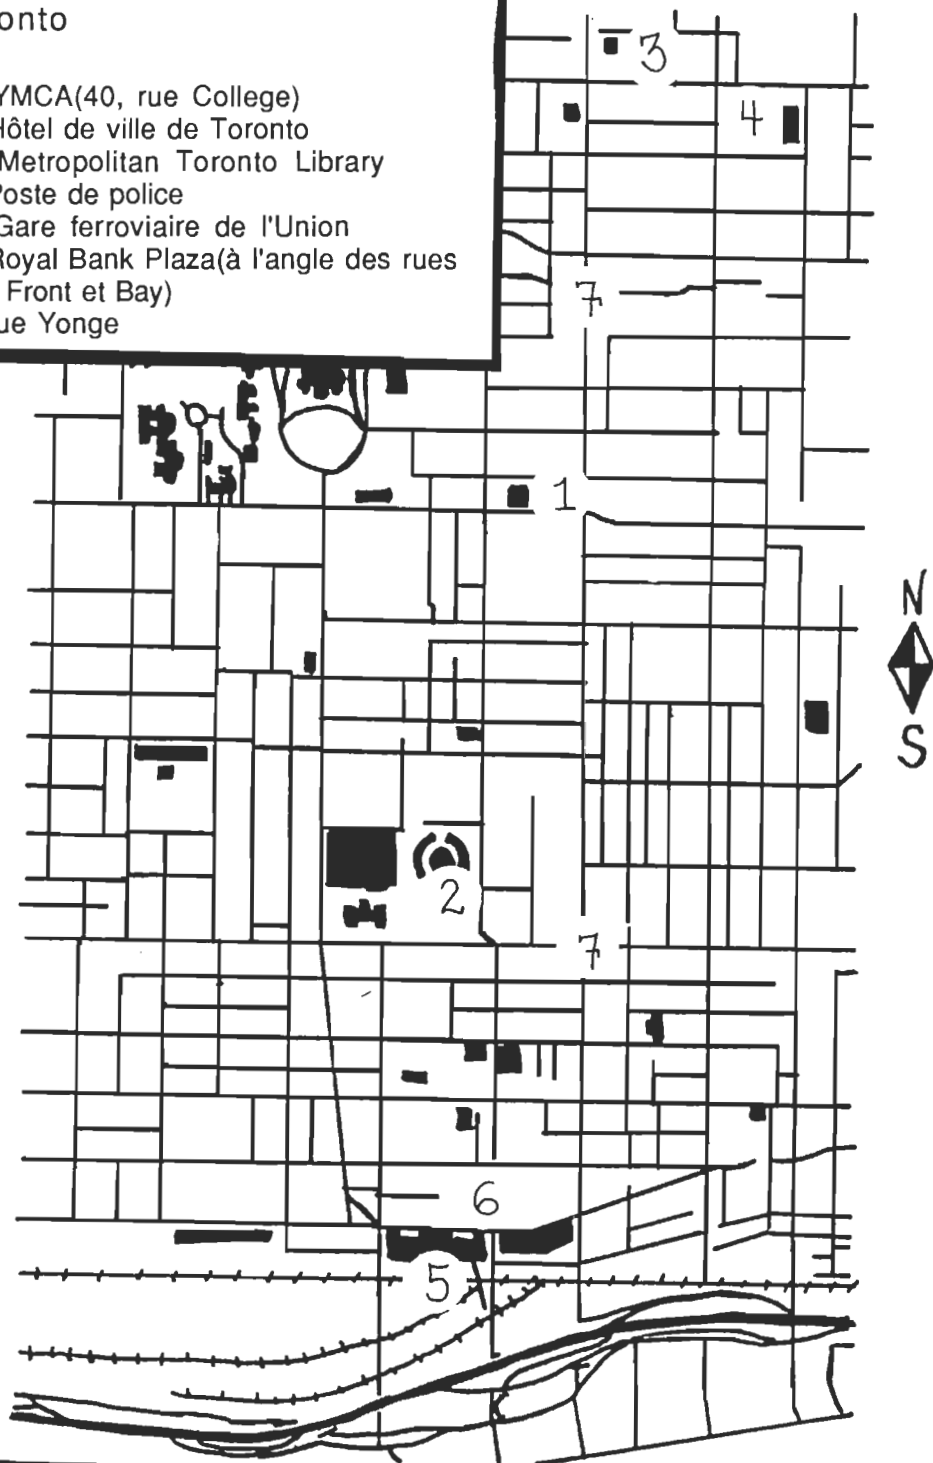 onto
YMCA(40, rue College)
Hôtel de ville de Toronto
Metropolitan Toronto Library
Poste de police
Gare ferroviaire de l'Union
Royal Bank Plaza(à l'angle des rues
Front et Bay)
ue Yonge
3
4
7
1
N
S
2
7
6
5